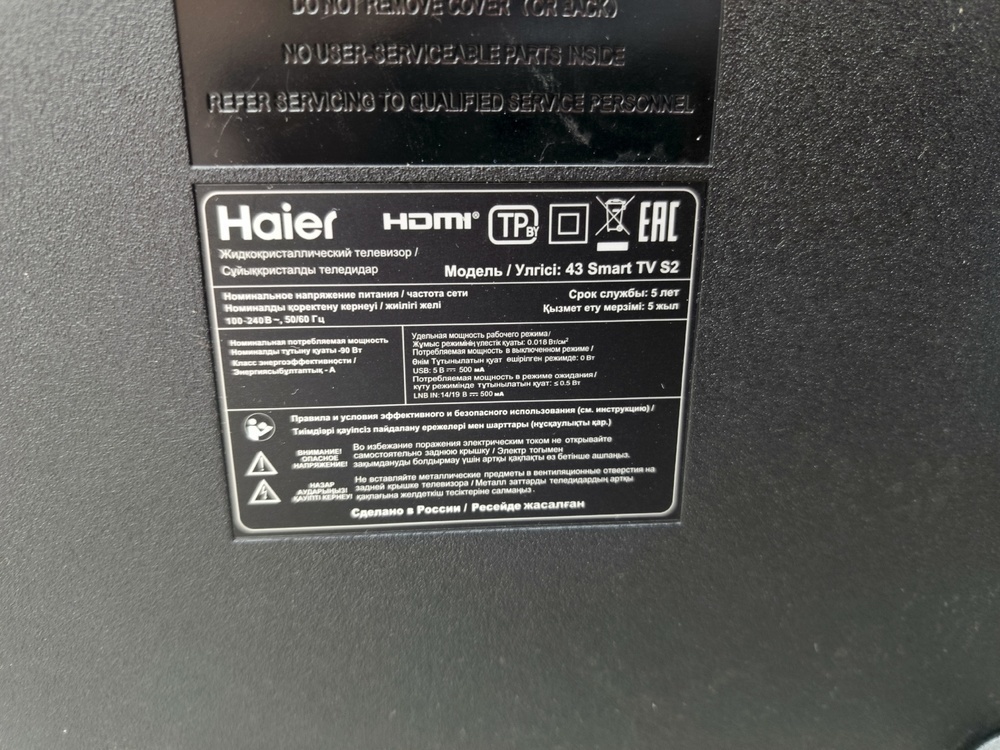 DO NOT REMOVE COVER (OR BACK)
NO USER-SERVICEABLE PARTS INSIDE
REFER SERVICING TO QUALIFIED SERVICE PERSONNEL
Haier HDMI® TP BY EAC
Жидкокристаллический телевизор /
Сұйықкристалды теледидар
Модель / Үлгісі: 43 Smart TV S2
Номинальное напряжение питания / частота сети
Номиналды қоректену кернеуі / жиілігі желі
100-240В ~, 50/60 Гц
Срок службы: 5 лет
Қызмет ету мерзімі: 5 жыл
Номинальная потребляемая мощность
Номиналды тұтыну қуаты -90 Вт
Класс энергоэффективности /
Энергиясыбұлтаптық - А
Удельная мощность рабочего режима/
Жұмыс режимінің үлестік қуаты: 0.018 Вт/см²
Потребляемая мощность в выключенном режиме /
Өнім Тұтынылатын қуат өшірілген режимде: 0 Вт
USB: 5 В ⎓ 500 мА
Потребляемая мощность в режиме ожидания/
күту режимінде тұтынылатын қуат: ≤ 0.5 Вт
LNB IN:14/19 В ⎓ 500 мА
Правила и условия эффективного и безопасного использования (см. инструкцию) /
Тиімдірәі қауіпсіз пайдалану ережелері мен шарттары (нұсқаулықты қар.)
ВНИМАНИЕ!
ОПАСНОЕ
НАПРЯЖЕНИЕ!
Во избежание поражения электрическим током не открывайте
самостоятельно заднюю крышку / Электр тогымен
зақымдануды болдырмау үшін артқы қақпақты өз бетінше ашпаңыз.
НАЗАР
АУДАРЫҢЫЗ!
ҚАУІПТІ КЕРНЕУ!
Не вставляйте металлические предметы в вентиляционные отверстия на
задней крышке телевизора / Металл заттарды теледидардың артқы
қақпағына желдеткіш тесіктеріне салмаңыз.
Сделано в России / Ресейде жасалған